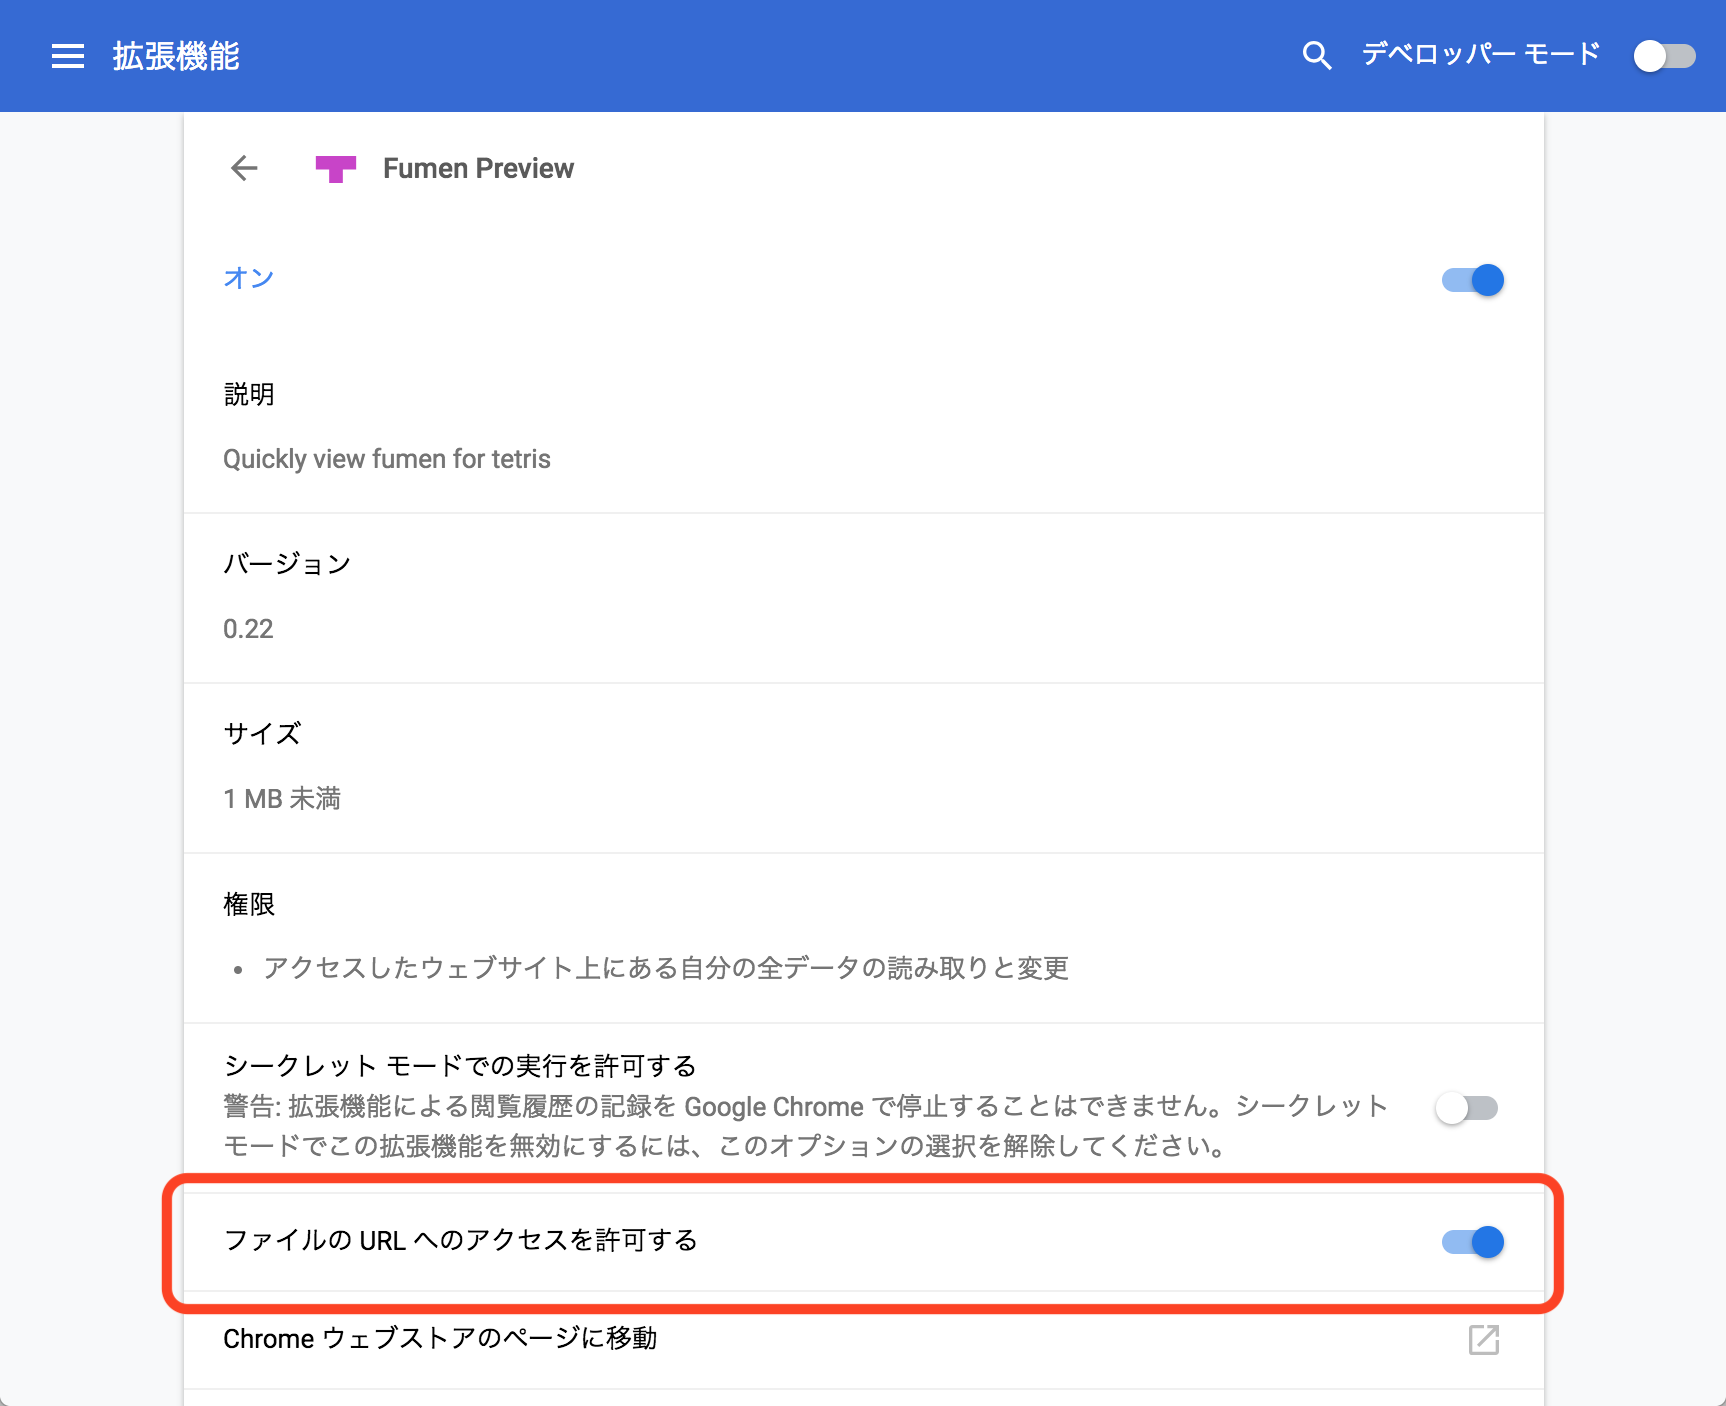 拡張機能
デベロッパー モード
Fumen Preview
オン
説明
Quickly view fumen for tetris
バージョン
0.22
サイズ
1 MB 未満
権限
• アクセスしたウェブサイト上にある自分の全データの読み取りと変更
シークレット モードでの実行を許可する
警告: 拡張機能による閲覧履歴の記録を Google Chrome で停止することはできません。シークレット
モードでこの拡張機能を無効にするには、このオプションの選択を解除してください。
ファイルの URL へのアクセスを許可する
Chrome ウェブストアのページに移動